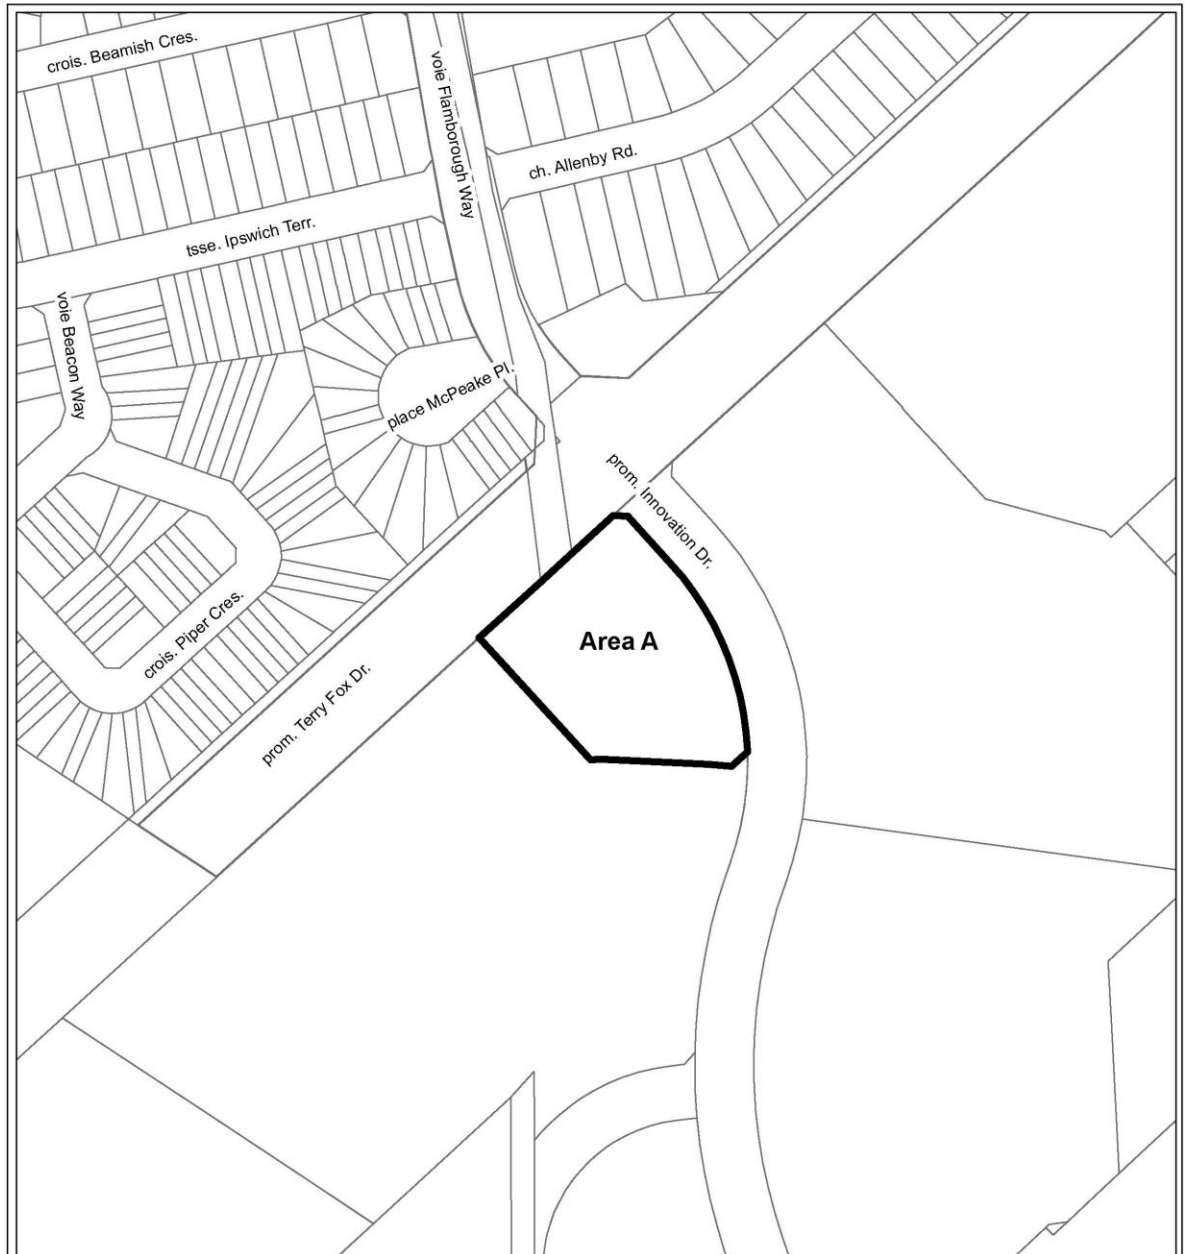 crois. Beamish Cres.
voie Flamborough Way
ch. Allenby Rd.
tsse. Ipswich Terr.
voie Beacon Way
place McPeake Pl.
prom. Innovation Dr.
crois. Piper Cres.
Area A
prom. Terry Fox Dr.